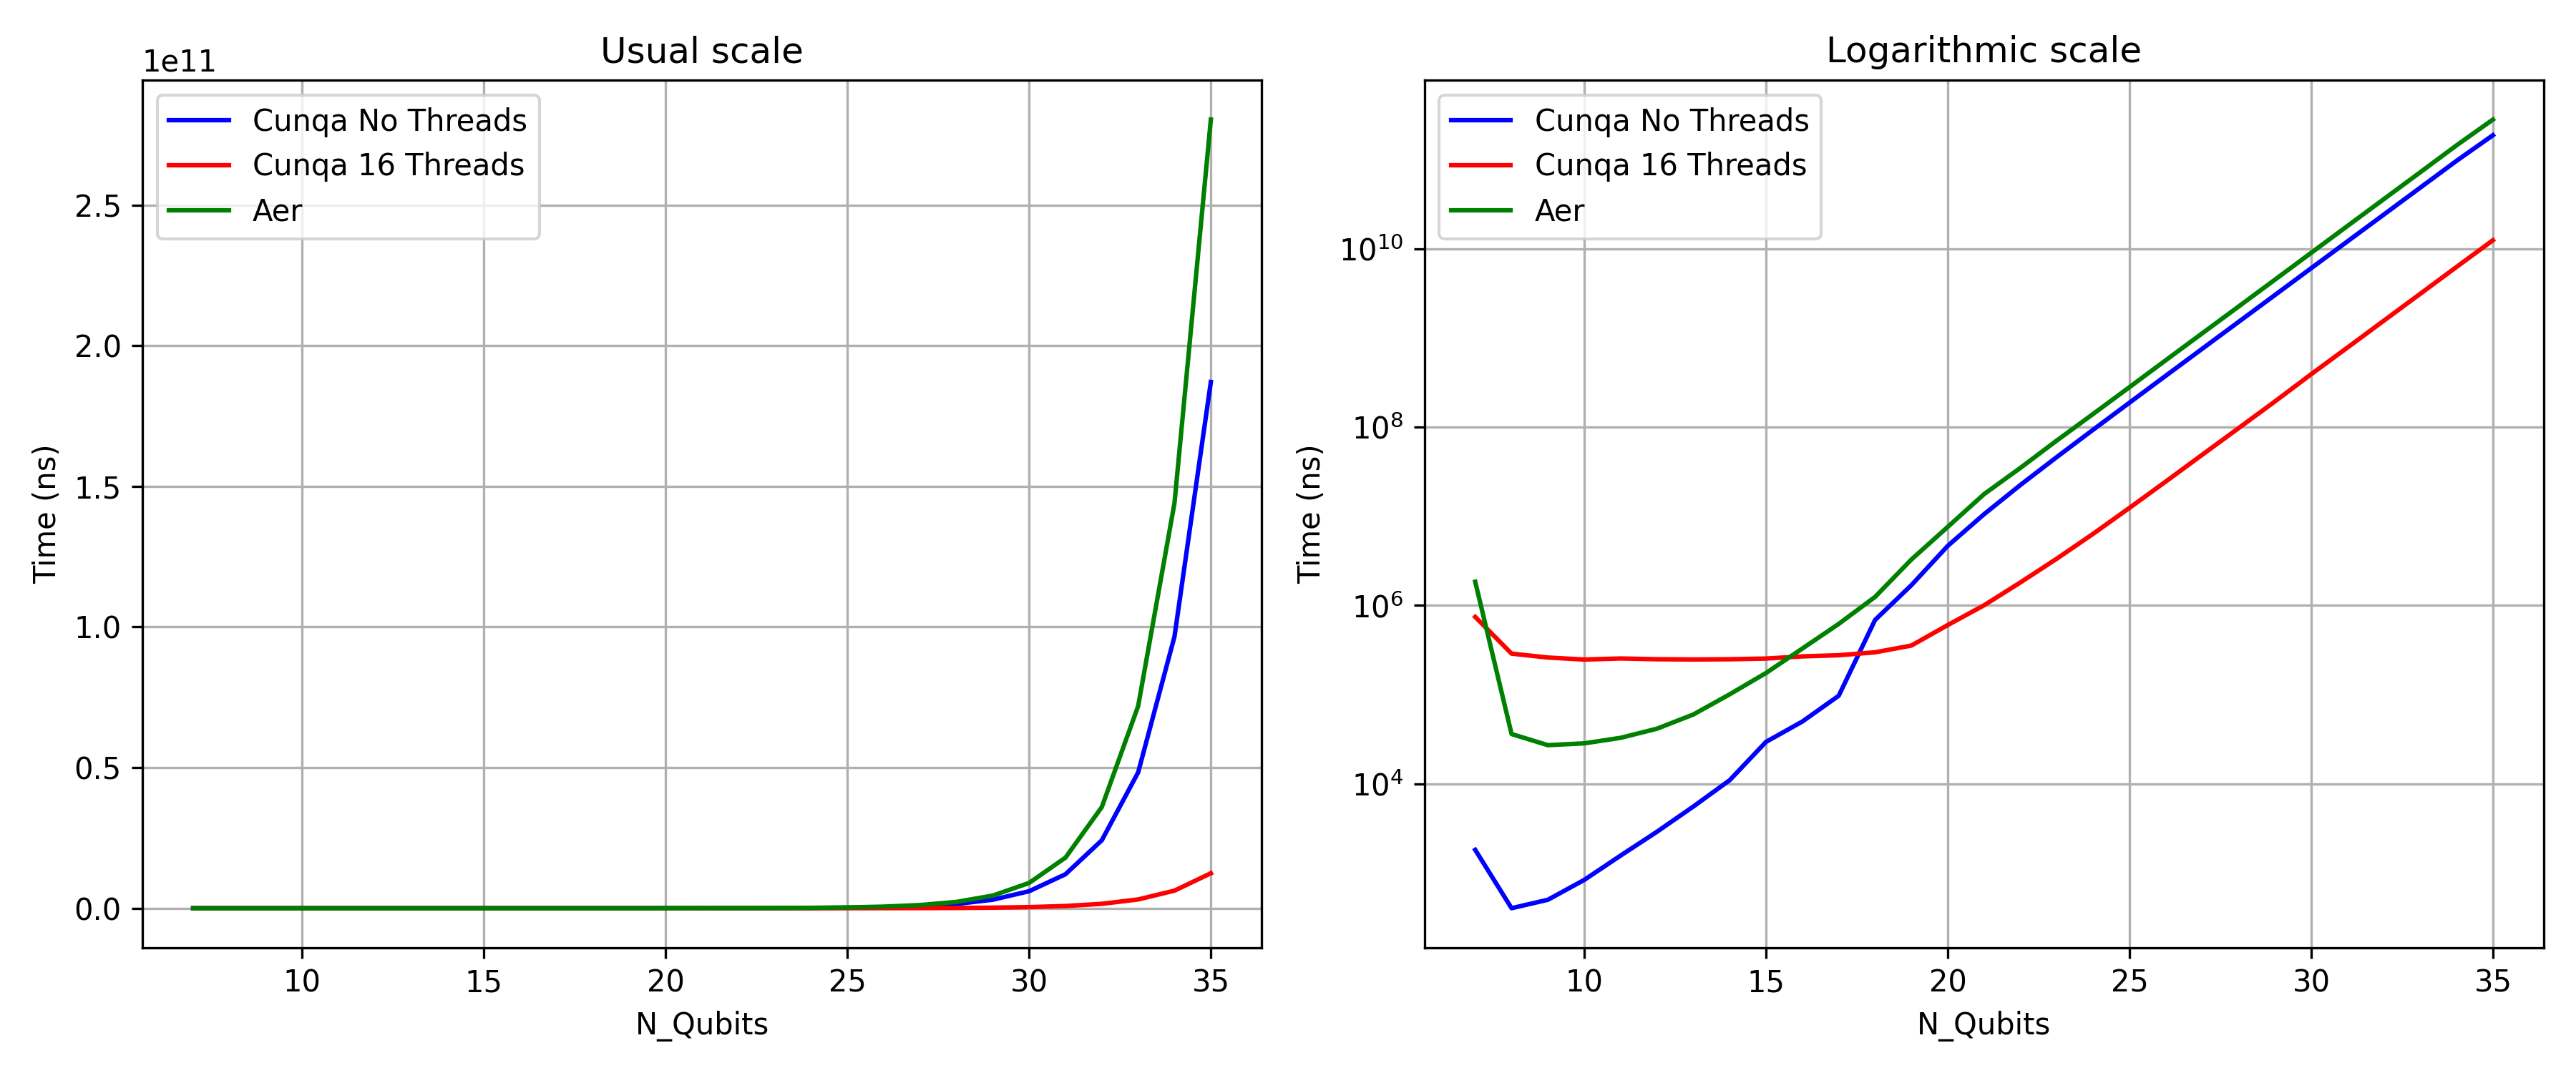 Usual scale
1e11
Cunqa No Threads
Cunqa 16 Threads
Aer
2.5
2.0
1.5
1.0
0.5
0.0
Time (ns)
10 15 20 25 30 35
N_Qubits
Logarithmic scale
Cunqa No Threads
Cunqa 16 Threads
Aer
10¹⁰
10⁸
10⁶
10⁴
Time (ns)
10 15 20 25 30 35
N_Qubits